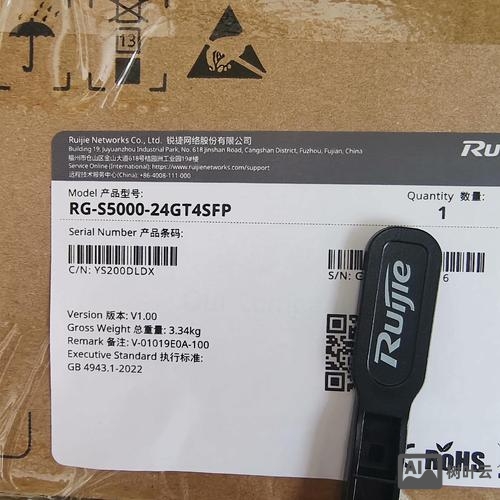 13
Ruijie Networks Co., Ltd. 锐捷网络股份有限公司
Building 19, Juyuanzhou Industrial Park, No. 618 Jinshan Road, Cangshan District, Fuzhou, Fujian, China
福州市仓山区金山大道618号桔园洲工业园19#楼
Service Online (International): https://www.ruijienetworks.com/support
远程技术服务中心(China): +86-4008-111-000
Ru
Model 产品型号:
RG-S5000-24GT4SFP
Quantity 数量:
1
Serial Number 产品条码:
C/N: YS200DLDX
S/N: G
6
Version 版本: V1.00
Gross Weight 总重量: 3.34kg
Remark 备注: V-01019E0A-100
Executive Standard 执行标准:
GB 4943.1-2022
Ruijie
RoHS
AI
树叶云